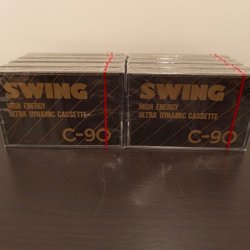 SWING
HIGH ENERGY
ULTRA DYNAMIC CASSETTE
C-90
SWING
HIGH ENERGY
ULTRA DYNAMIC CASSETTE
C-90